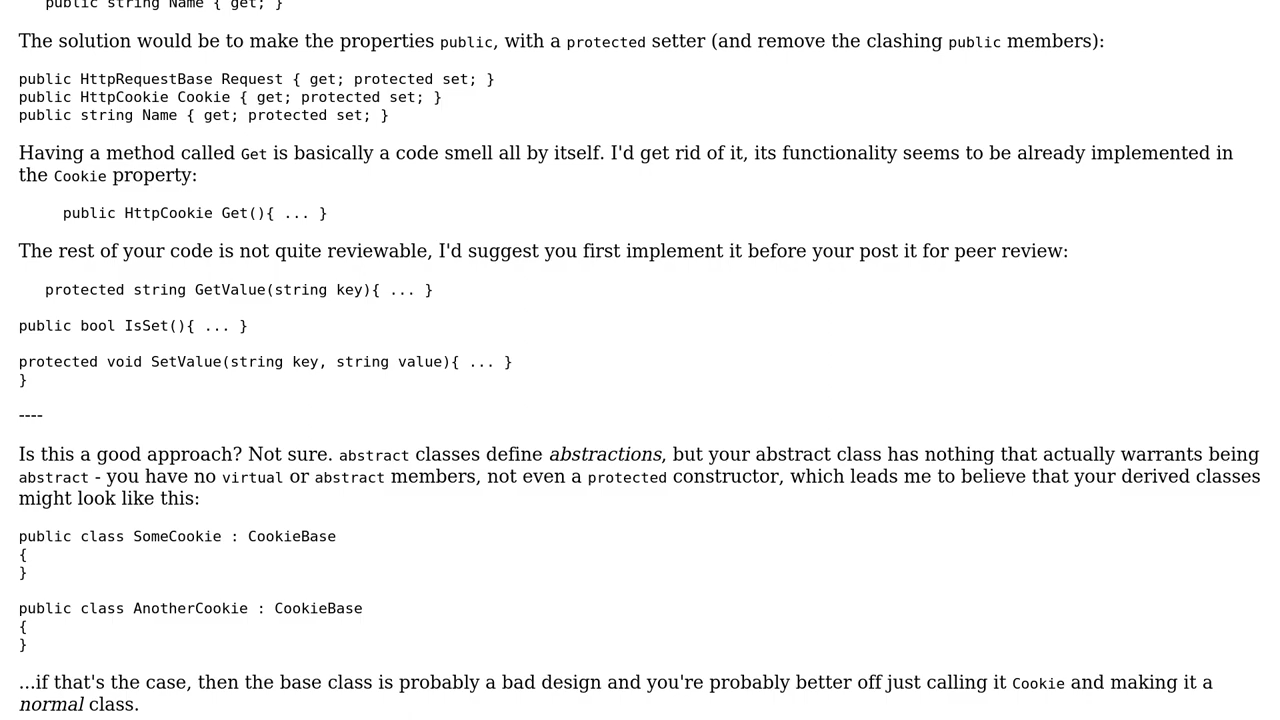 public string Name { get; }
The solution would be to make the properties public, with a protected setter (and remove the clashing public members):
public HttpRequestBase Request { get; protected set; }
public HttpCookie Cookie { get; protected set; }
public string Name { get; protected set; }
Having a method called Get is basically a code smell all by itself. I'd get rid of it, its functionality seems to be already implemented in
the Cookie property:
public HttpCookie Get(){ ... }
The rest of your code is not quite reviewable, I'd suggest you first implement it before your post it for peer review:
protected string GetValue(string key){ ... }
public bool IsSet(){ ... }
protected void SetValue(string key, string value){ ... }
}
----
Is this a good approach? Not sure. abstract classes define abstractions, but your abstract class has nothing that actually warrants being
abstract - you have no virtual or abstract members, not even a protected constructor, which leads me to believe that your derived classes
might look like this:
public class SomeCookie : CookieBase
{
}
public class AnotherCookie : CookieBase
{
}
...if that's the case, then the base class is probably a bad design and you're probably better off just calling it Cookie and making it a
normal class.